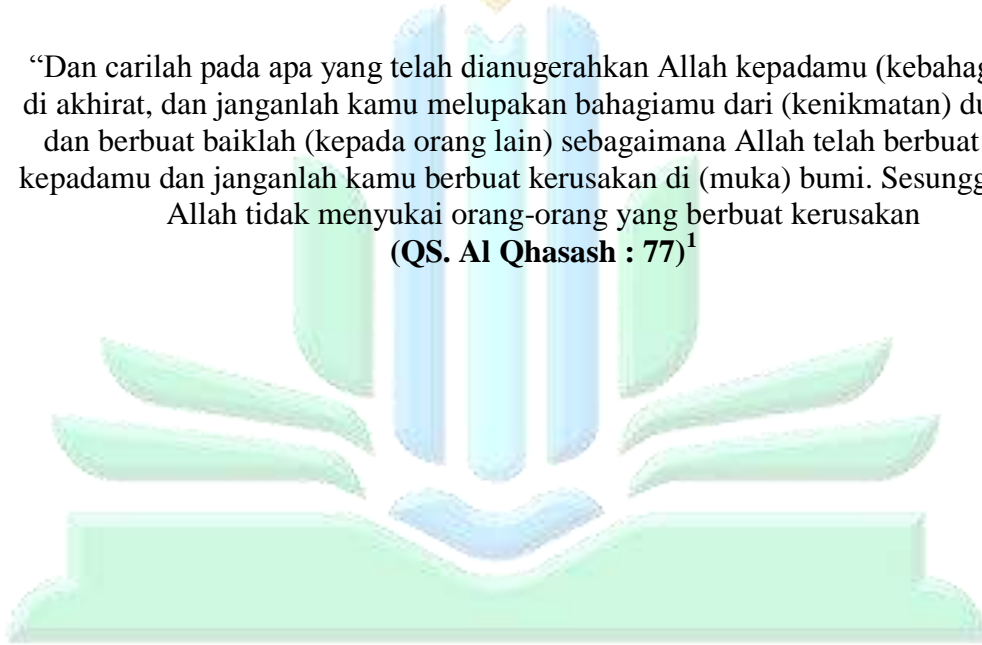 “Dan carilah pada apa yang telah dianugerahkan Allah kepadamu
di akhirat, dan janganlah kamu melupakan bahagiamu dari (kenikmatan)
dan berbuat baiklah (kepada orang lain) sebagaimana Allah telah berbuat
kepadamu dan janganlah kamu berbuat kerusakan di (muka) bumi.
Allah tidak menyukai orang-orang yang berbuat kerusakan
(QS. Al Qhasash : 77)1